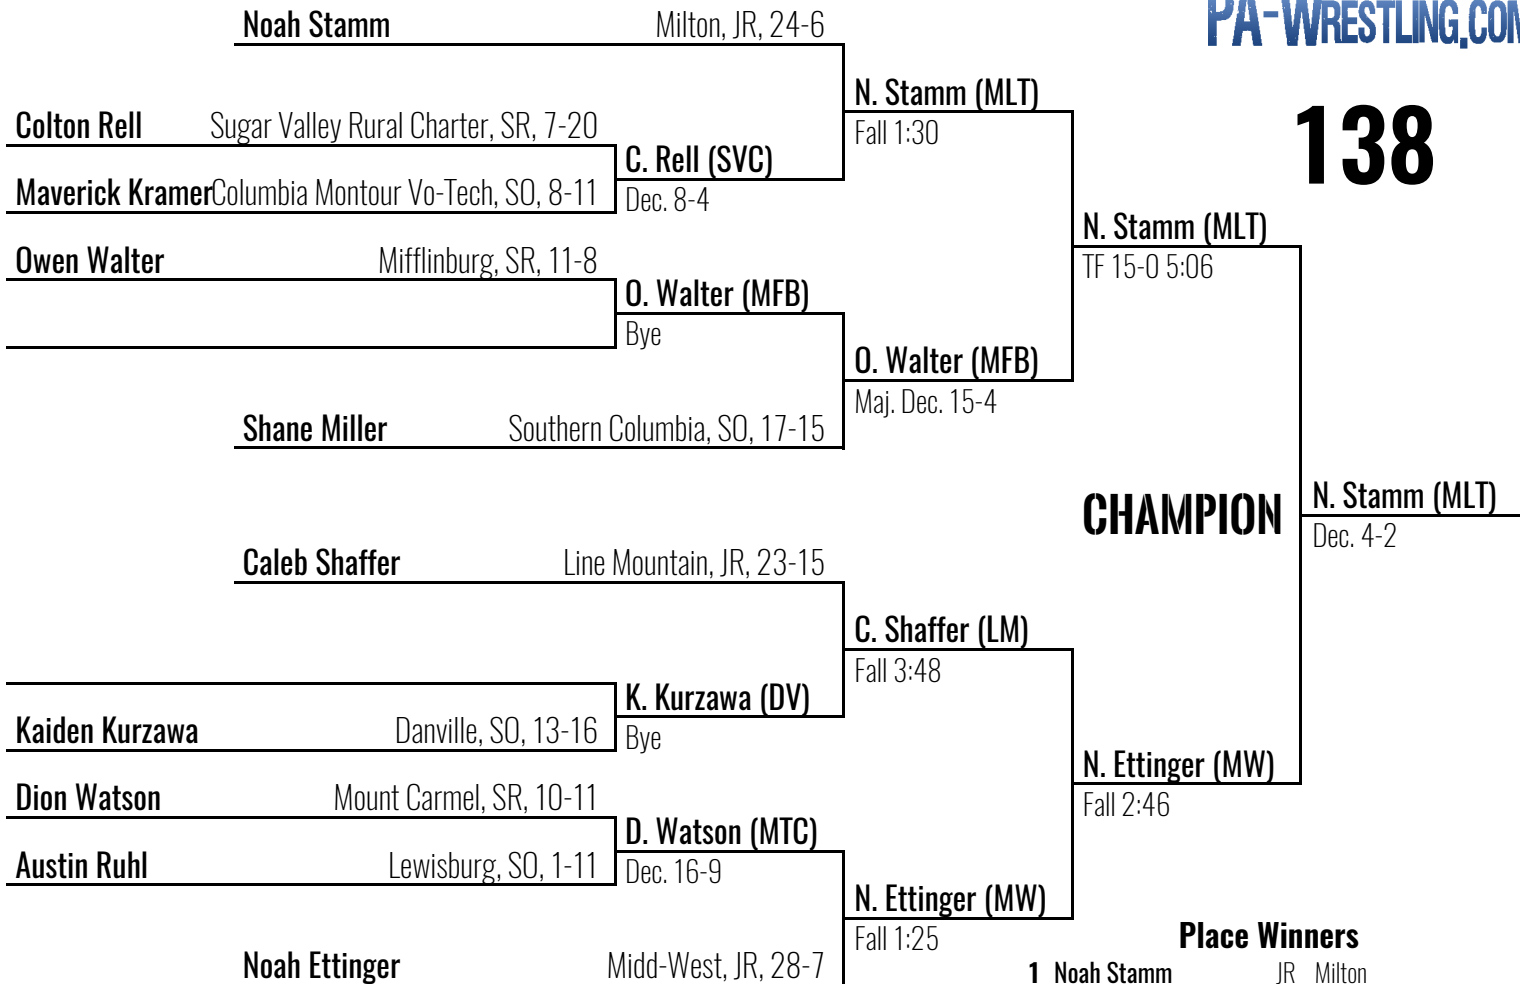 PA-WRESTLING.COM
138
Noah Stamm Milton, JR, 24-6
N. Stamm (MLT)
Fall 1:30
Colton Rell Sugar Valley Rural Charter, SR, 7-20
C. Rell (SVC)
Dec. 8-4
Maverick Kramer Columbia Montour Vo-Tech, SO, 8-11
N. Stamm (MLT)
TF 15-0 5:06
Owen Walter Mifflinburg, SR, 11-8
O. Walter (MFB)
Bye
O. Walter (MFB)
Maj. Dec. 15-4
Shane Miller Southern Columbia, SO, 17-15
CHAMPION
N. Stamm (MLT)
Dec. 4-2
Caleb Shaffer Line Mountain, JR, 23-15
C. Shaffer (LM)
Fall 3:48
K. Kurzawa (DV)
Bye
Kaiden Kurzawa Danville, SO, 13-16
N. Ettinger (MW)
Fall 2:46
Dion Watson Mount Carmel, SR, 10-11
D. Watson (MTC)
Dec. 16-9
Austin Ruhl Lewisburg, SO, 1-11
N. Ettinger (MW)
Fall 1:25
Noah Ettinger Midd-West, JR, 28-7
Place Winners
1 Noah Stamm JR Milton